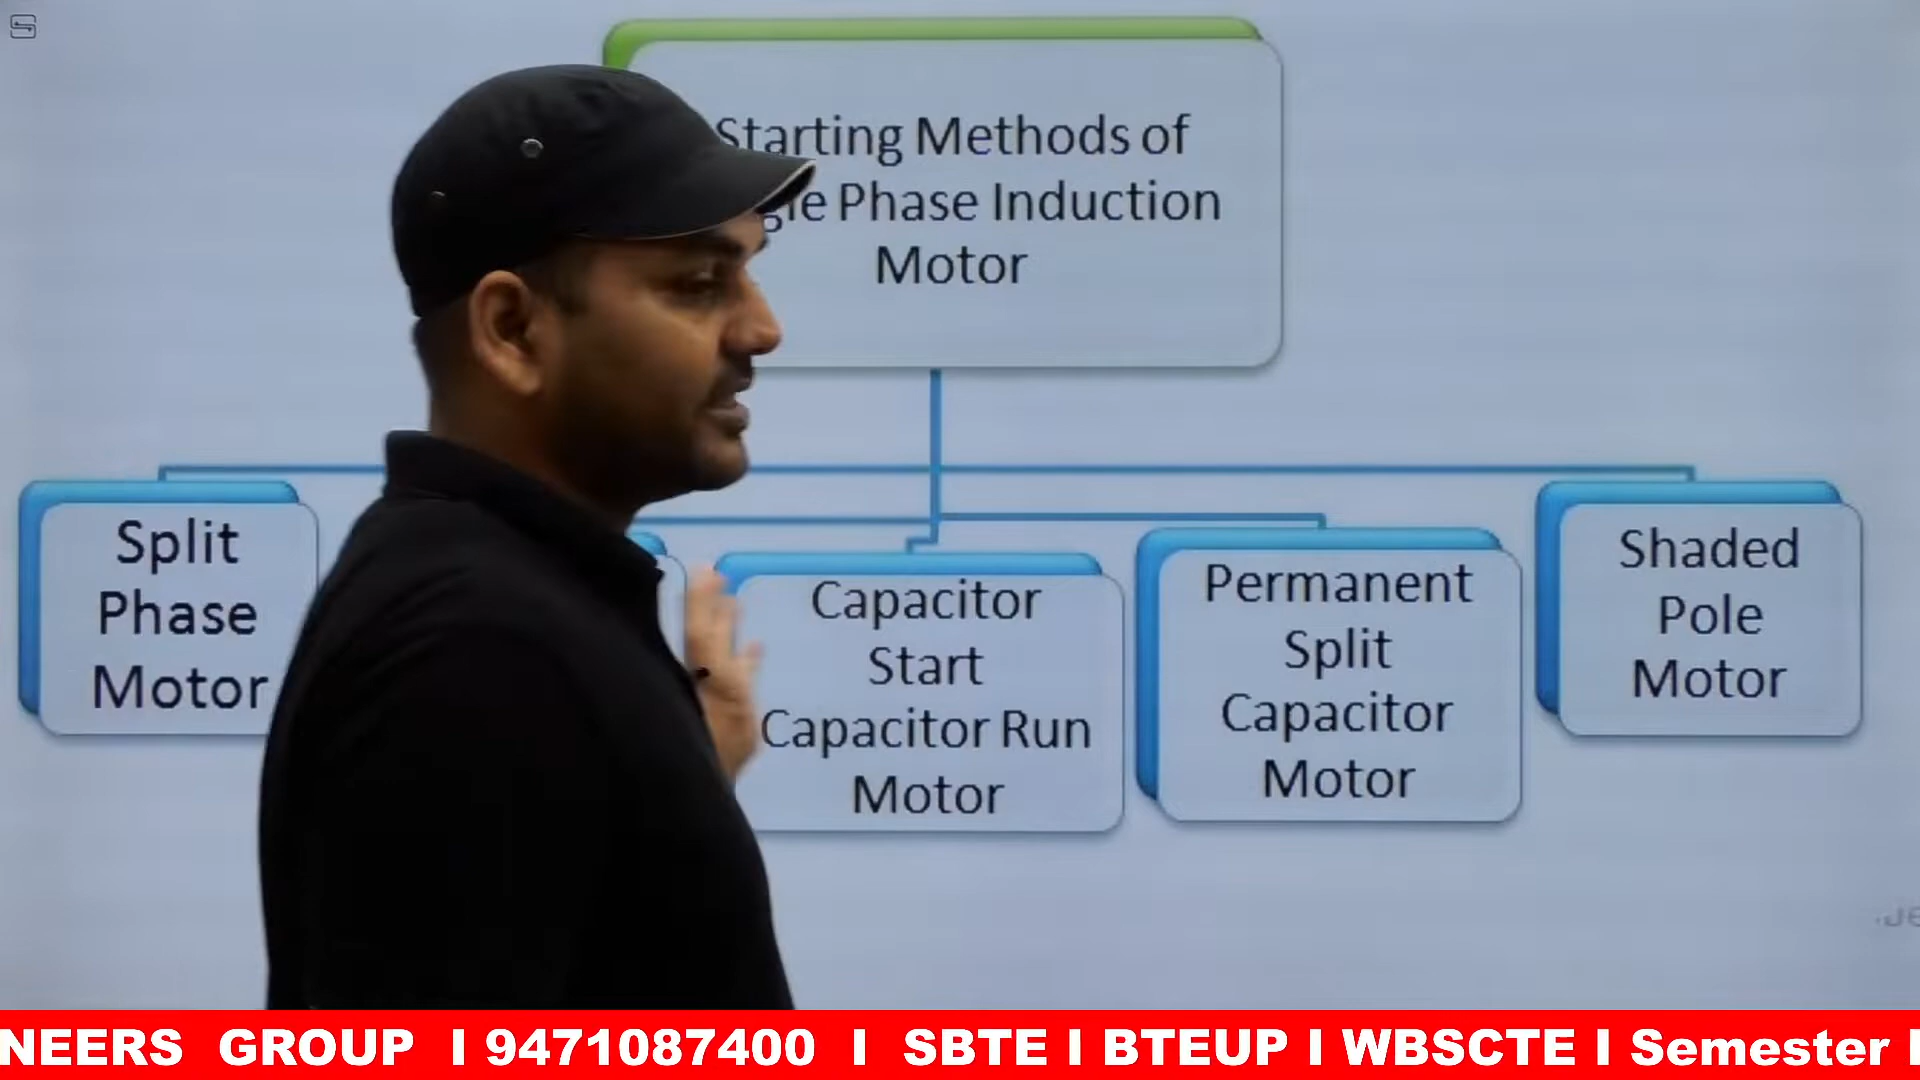 Starting Methods of
Phase Induction
Motor
Split
Phase
Motor
Capacitor
Start
Capacitor Run
Motor
Permanent
Split
Capacitor
Motor
Shaded
Pole
Motor
NEERS GROUP I 9471087400 I SBTE I BTEUP I WBSCTE I Semester